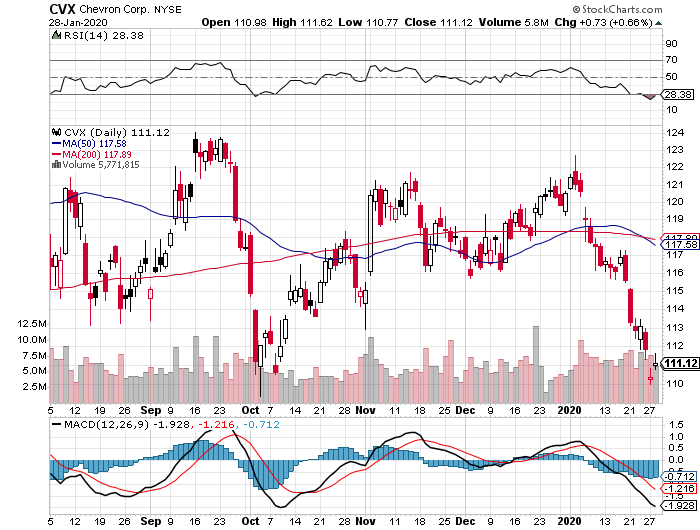 CVX Chevron Corp. NYSE © StockCharts.com
28-Jan-2020 Open 110.98 High 111.62 Low 110.77 Close 111.12 Volume 5.8M Chg +0.73 (+0.66%)
RSI(14) 28.38
90
70
50
28.38
10
CVX (Daily) 111.12
MA(50) 117.58
MA(200) 117.89
Volume 5,771,815
124
123
122
121
120
119
118
117.89
117.58
117
116
115
114
113
112
111.12
110
12.5M
10.0M
7.5M
5.0M
2.5M
5 12 19 26 Sep 9 16 23 Oct 7 14 21 28 Nov 11 18 25 Dec 9 16 23 2020 13 21 27
MACD(12,26,9) -1.928, -1.216, -0.712
1.5
1.0
0.5
0.0
-0.712
-1.216
-1.928
5 12 19 26 Sep 9 16 23 Oct 7 14 21 28 Nov 11 18 25 Dec 9 16 23 2020 13 21 27